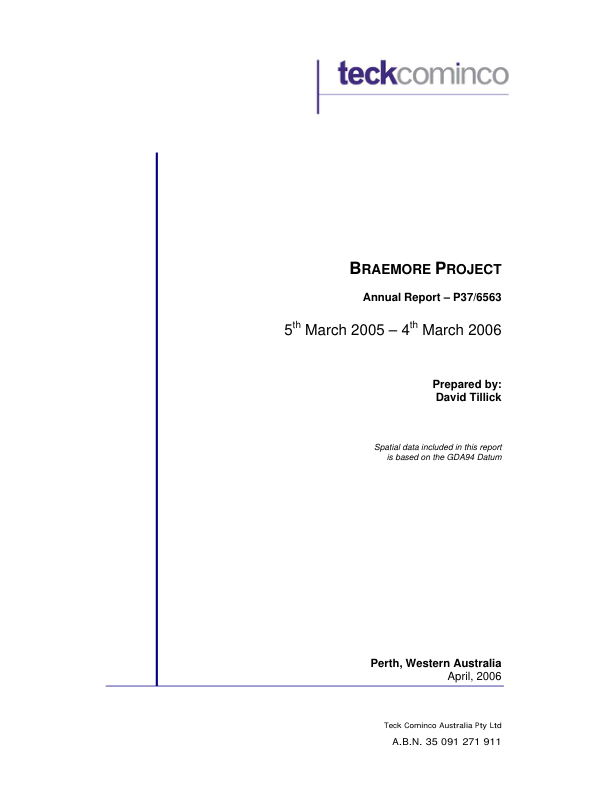 teckcominco
BRAEMORE PROJECT
Annual Report – P37/6563
5th March 2005 – 4th March 2006
Prepared by:
David Tillick
Spatial data included in this report
is based on the GDA94 Datum
Perth, Western Australia
April, 2006
Teck Cominco Australia Pty Ltd
A.B.N. 35 091 271 911